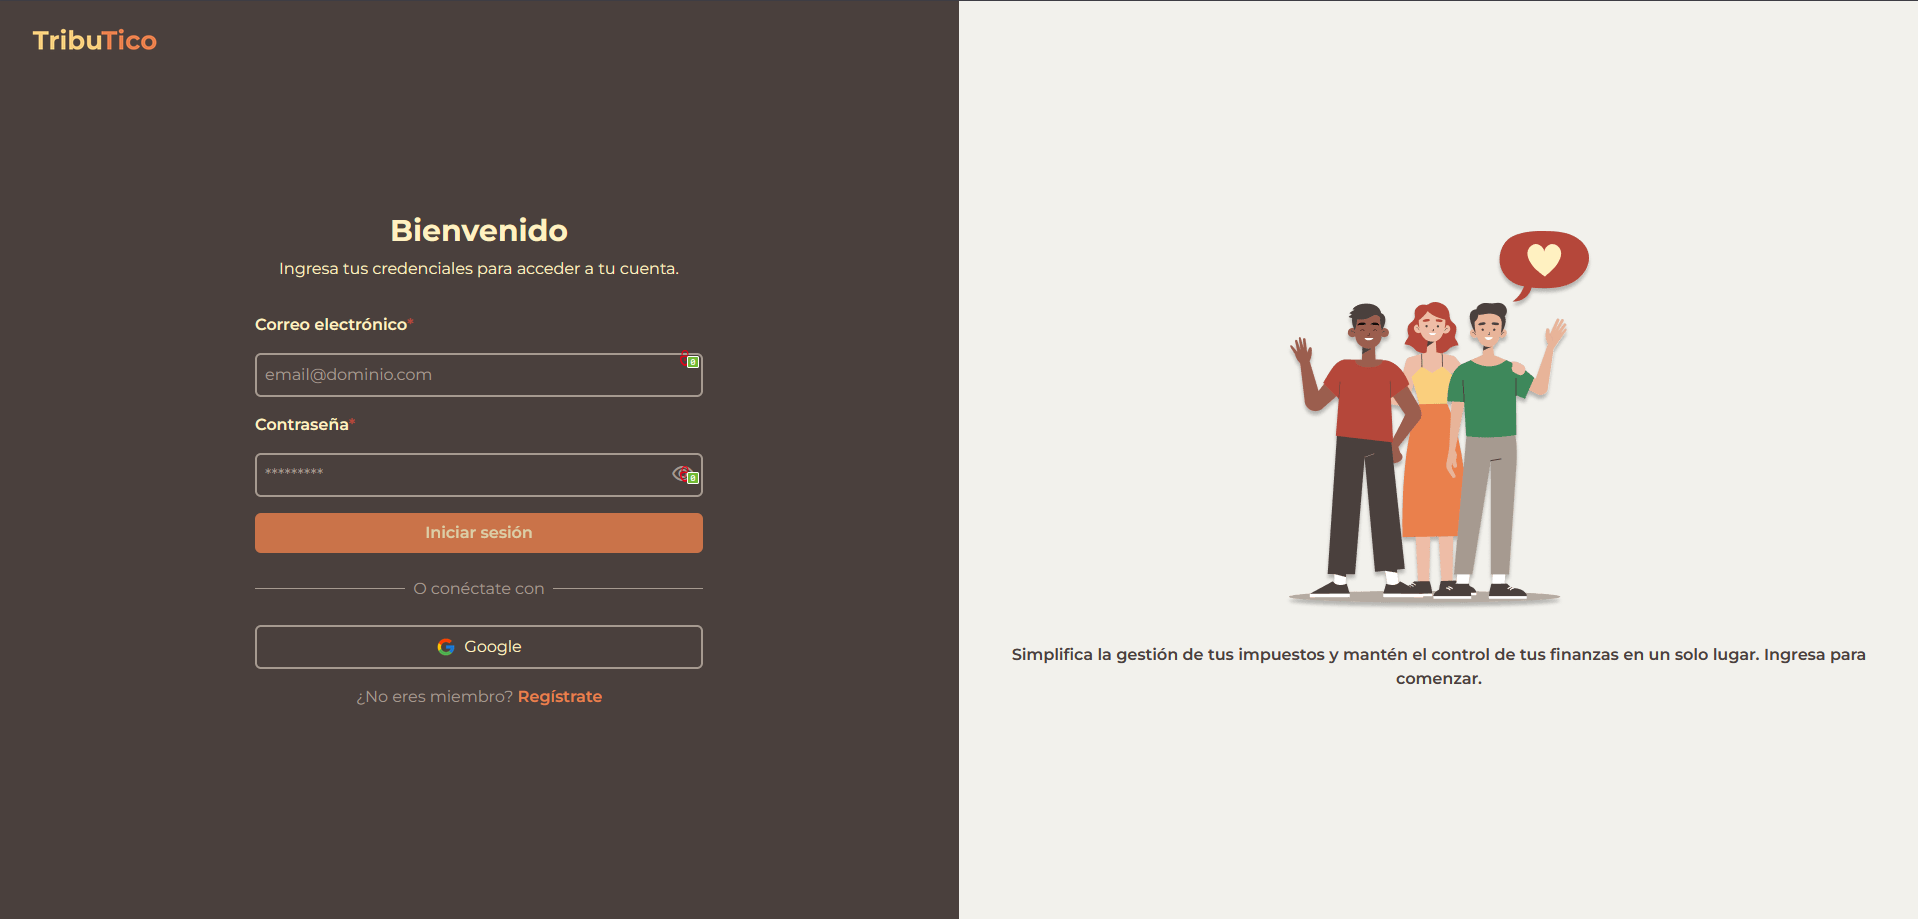 TribuTico
Bienvenido
Ingresa tus credenciales para acceder a tu cuenta.
Correo electrónico*
email@dominio.com
Contraseña*
*********
Iniciar sesión
O conéctate con
Google
¿No eres miembro? Regístrate
Simplifica la gestión de tus impuestos y mantén el control de tus finanzas en un solo lugar. Ingresa para
comenzar.